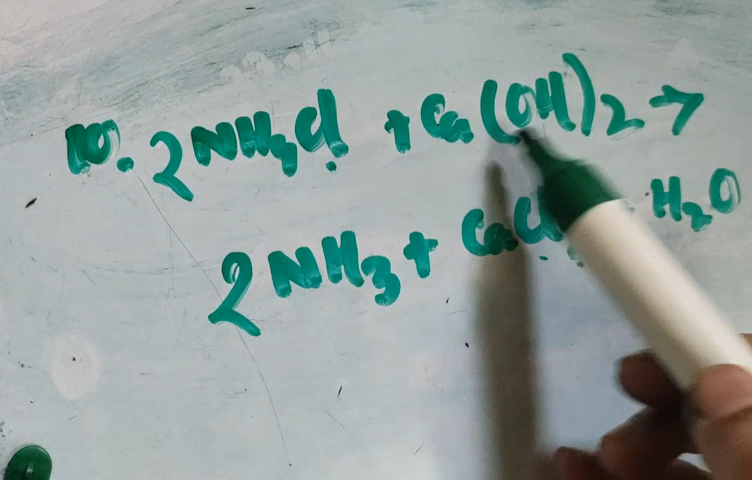 10. 2NH4Cl + Ca(OH)2 →
2NH3 + CaCl H2O